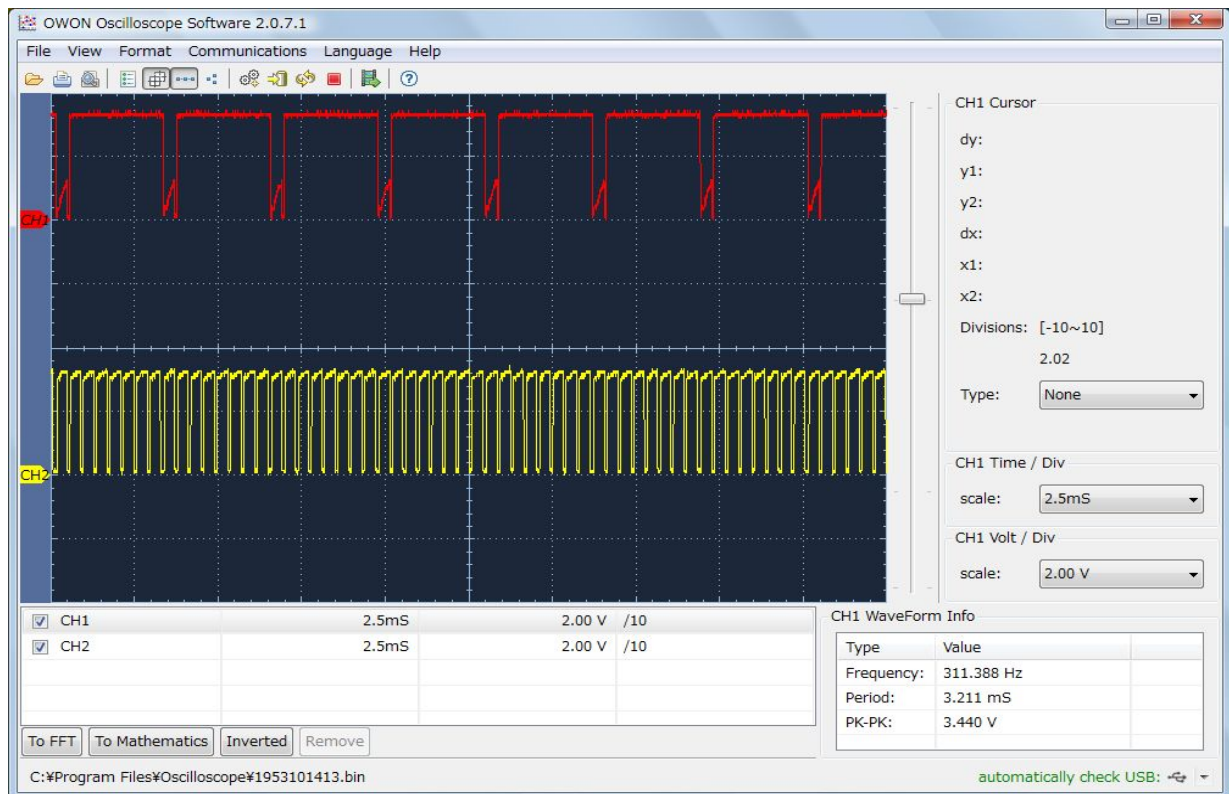 OWON Oscilloscope Software 2.0.7.1
File View Format Communications Language Help
CH1 Cursor
dy:
y1:
y2:
dx:
x1:
x2:
Divisions: [-10~10]
2.02
Type: None
CH1 Time / Div
scale: 2.5mS
CH1 Volt / Div
scale: 2.00 V
CH1
CH2
CH1 2.5mS 2.00 V /10
CH2 2.5mS 2.00 V /10
To FFT To Mathematics Inverted Remove
CH1 WaveForm Info
Type Value
Frequency: 311.388 Hz
Period: 3.211 mS
PK-PK: 3.440 V
C:¥Program Files¥Oscilloscope¥1953101413.bin
automatically check USB: